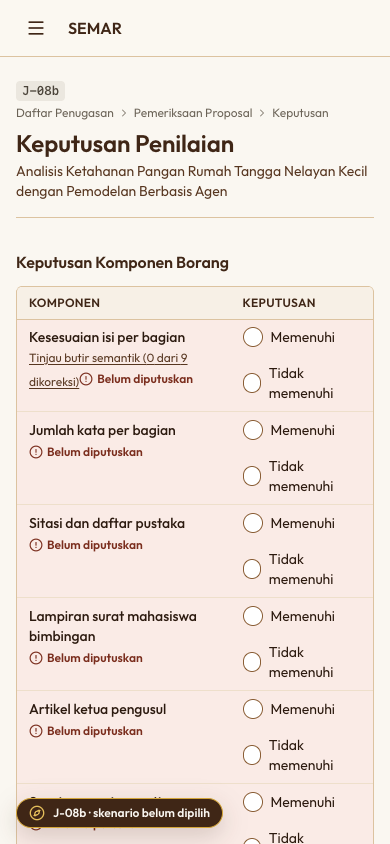 SEMAR
J-08b
Daftar Penugasan > Pemeriksaan Proposal > Keputusan
Keputusan Penilaian
Analisis Ketahanan Pangan Rumah Tangga Nelayan Kecil
dengan Pemodelan Berbasis Agen
Keputusan Komponen Borang
KOMPONEN KEPUTUSAN
Kesesuaian isi per bagian
Tinjau butir semantik (0 dari 9
dikoreksi) Belum diputuskan
Memenuhi
Tidak
memenuhi
Jumlah kata per bagian
Belum diputuskan
Memenuhi
Tidak
memenuhi
Sitasi dan daftar pustaka
Belum diputuskan
Memenuhi
Tidak
memenuhi
Lampiran surat mahasiswa
bimbingan
Belum diputuskan
Memenuhi
Tidak
memenuhi
Artikel ketua pengusul
Belum diputuskan
Memenuhi
Tidak
memenuhi
Memenuhi
Tidak
J-08b · skenario belum dipilih